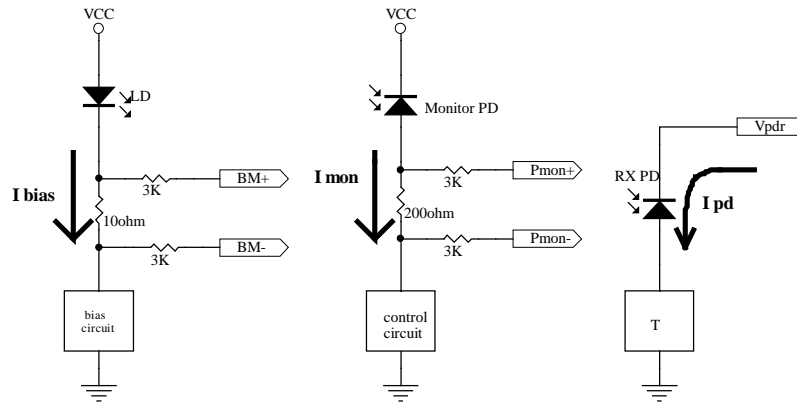 VCC
LD
I bias
3K
BM+
10ohm
BM-
3K
bias
circuit
VCC
Monitor PD
I mon
3K
Pmon+
200ohm
Pmon-
3K
control
circuit
Vpdr
RX PD
I pd
T